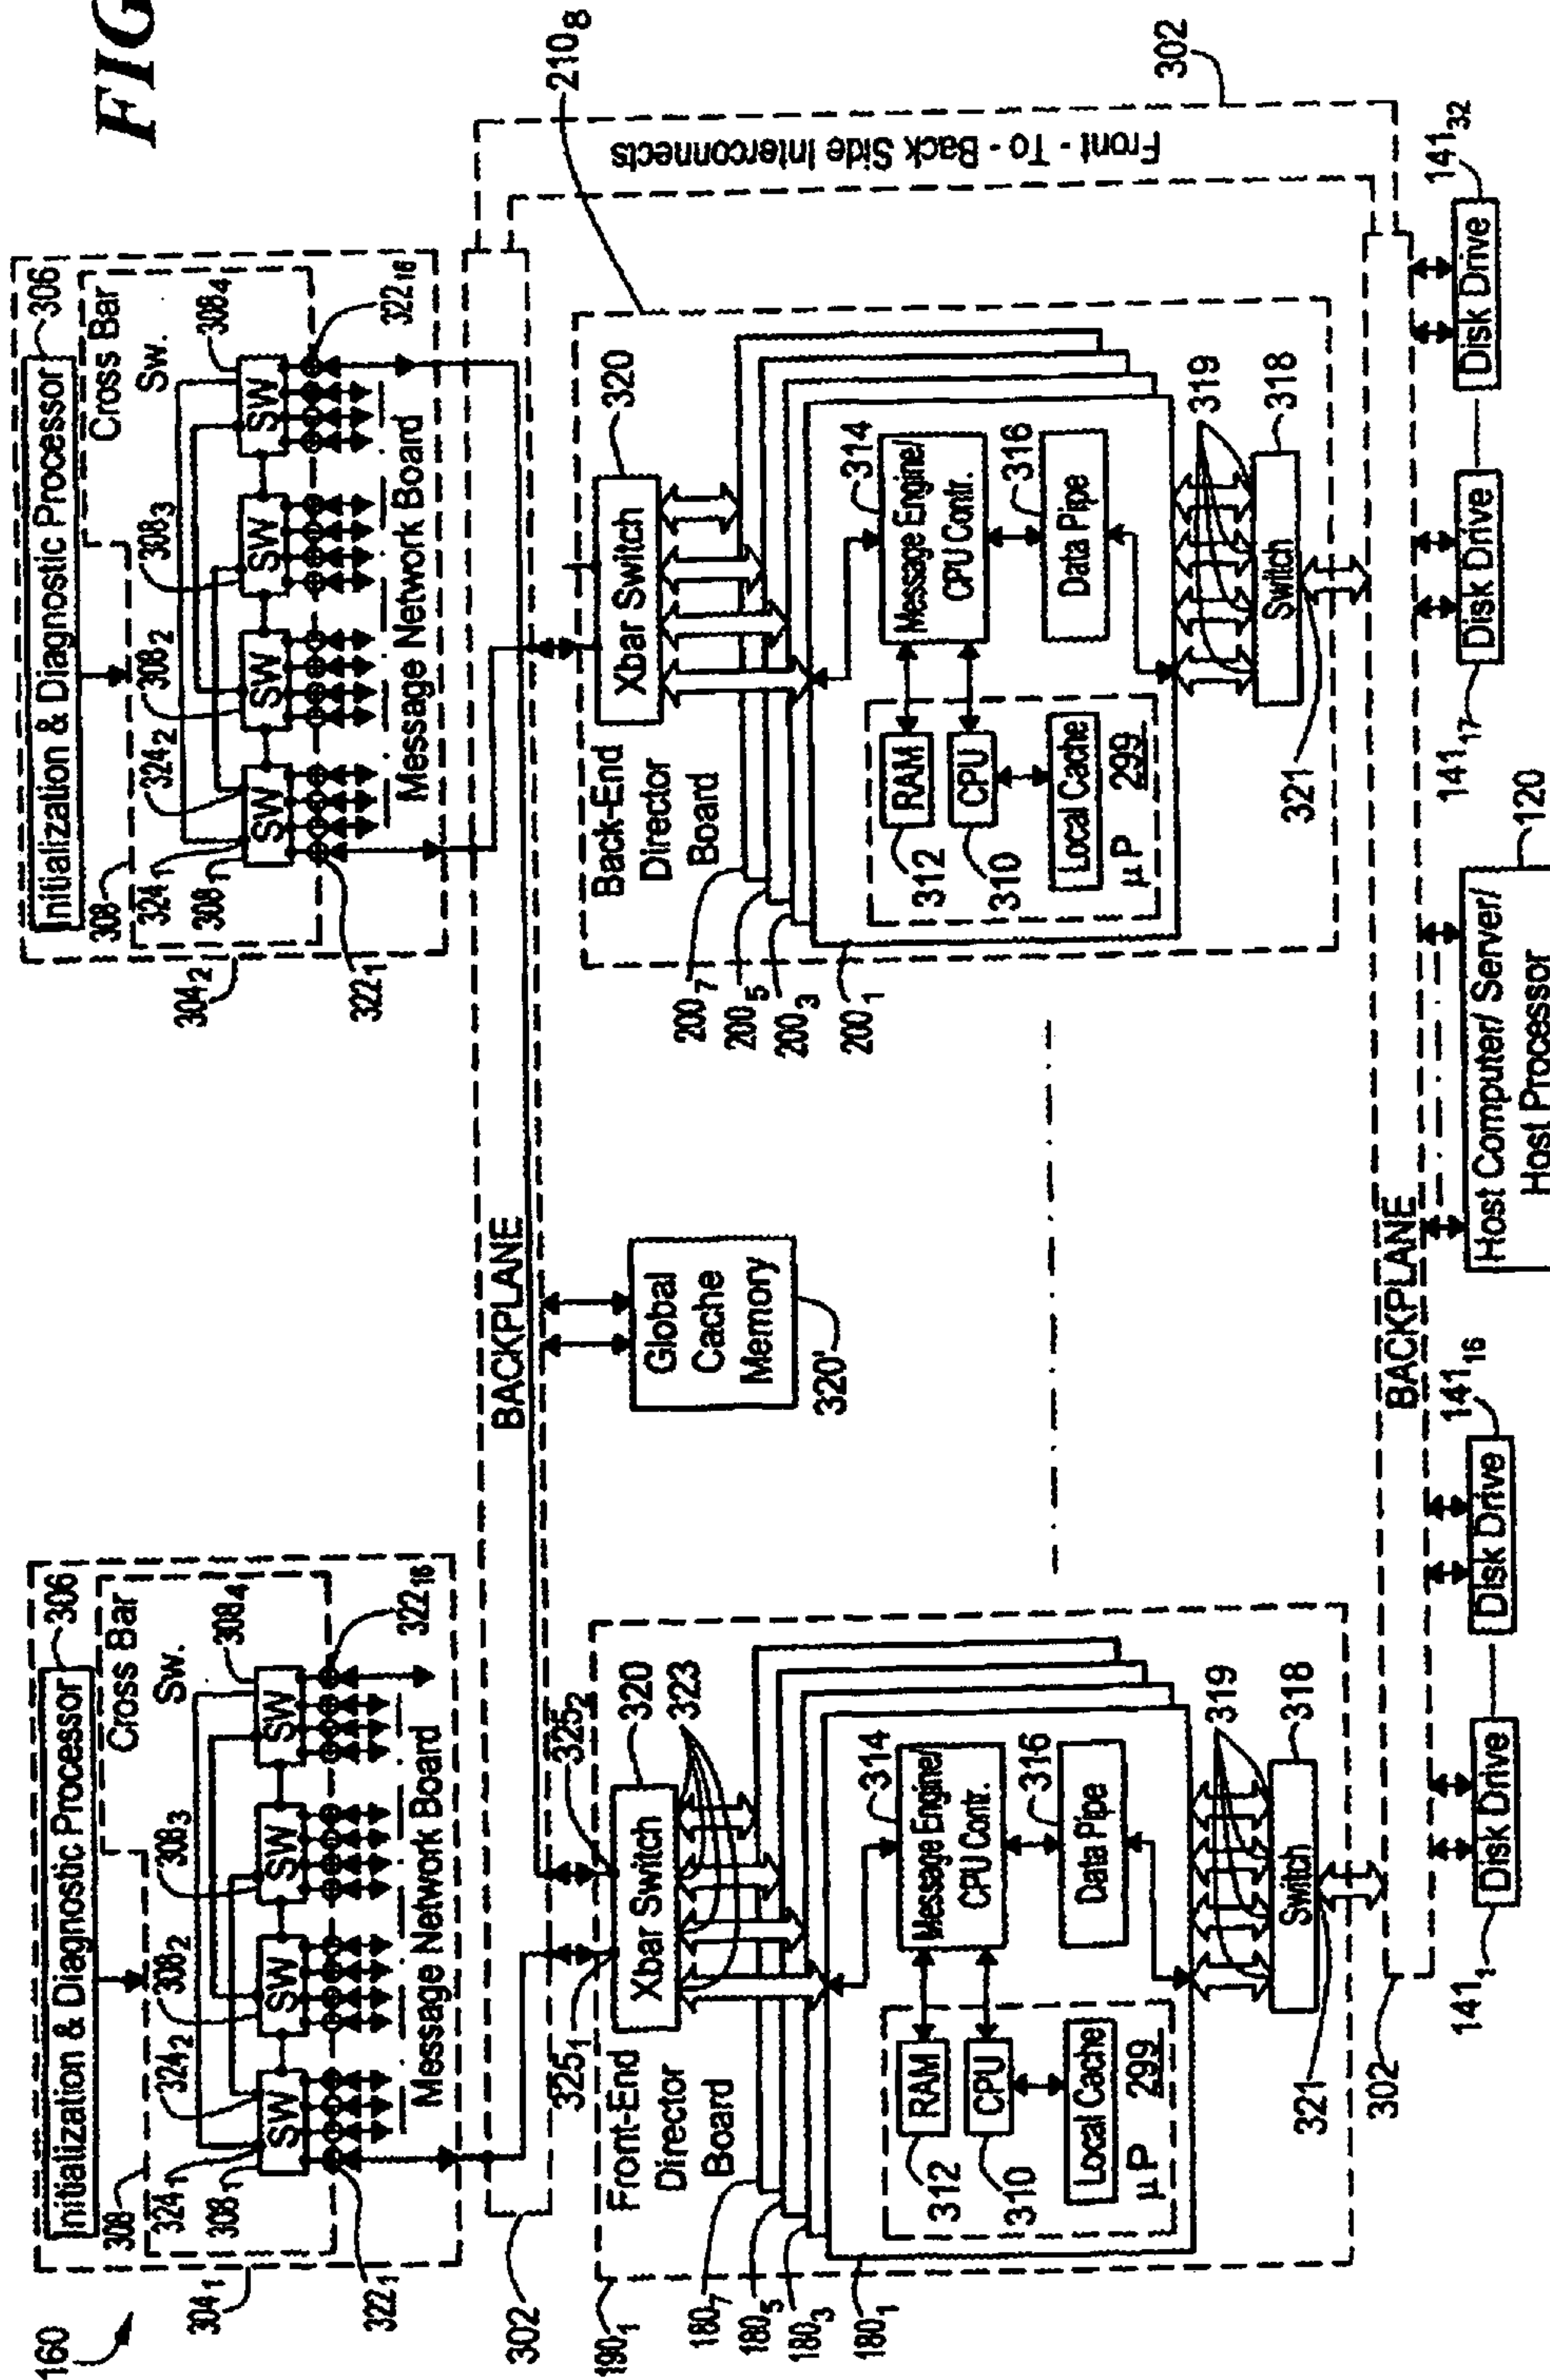 FIG
160
Initialization & Diagnostic Processor
306
Cross Bar
Sw.
308
324₁
324₂
308₁
308₂
308₃
308₄
SW
SW
SW
SW
Message Network Board
304₁
322₁
322₁₆
Initialization & Diagnostic Processor
306
Cross Bar
Sw.
308
324₁
324₂
308₁
308₂
308₃
308₄
SW
SW
SW
SW
Message Network Board
304₂
322₁
322₁₆
BACKPLANE
302
Front - To - Back Side Interconnects
302
325₁
325₂
190₁
Front-End
Director
Board
Xbar Switch
320
323
180₇
180₅
180₃
180₁
Message Engine/
CPU Contr.
314
RAM
312
CPU
310
Local Cache
µ P 299
316
Data Pipe
319
Switch
318
321
Global
Cache
Memory
320'
210₈
Back-End
Director
Board
Xbar Switch
320
200₇
200₅
200₃
200₁
Message Engine/
CPU Contr.
314
RAM
312
CPU
310
Local Cache
µ P 299
316
Data Pipe
319
Switch
318
321
302
BACKPLANE
141₁
Disk Drive
Disk Drive
141₁₆
Host Computer/ Server/
Host Processor
120
141₁₇
Disk Drive
Disk Drive
141₃₂